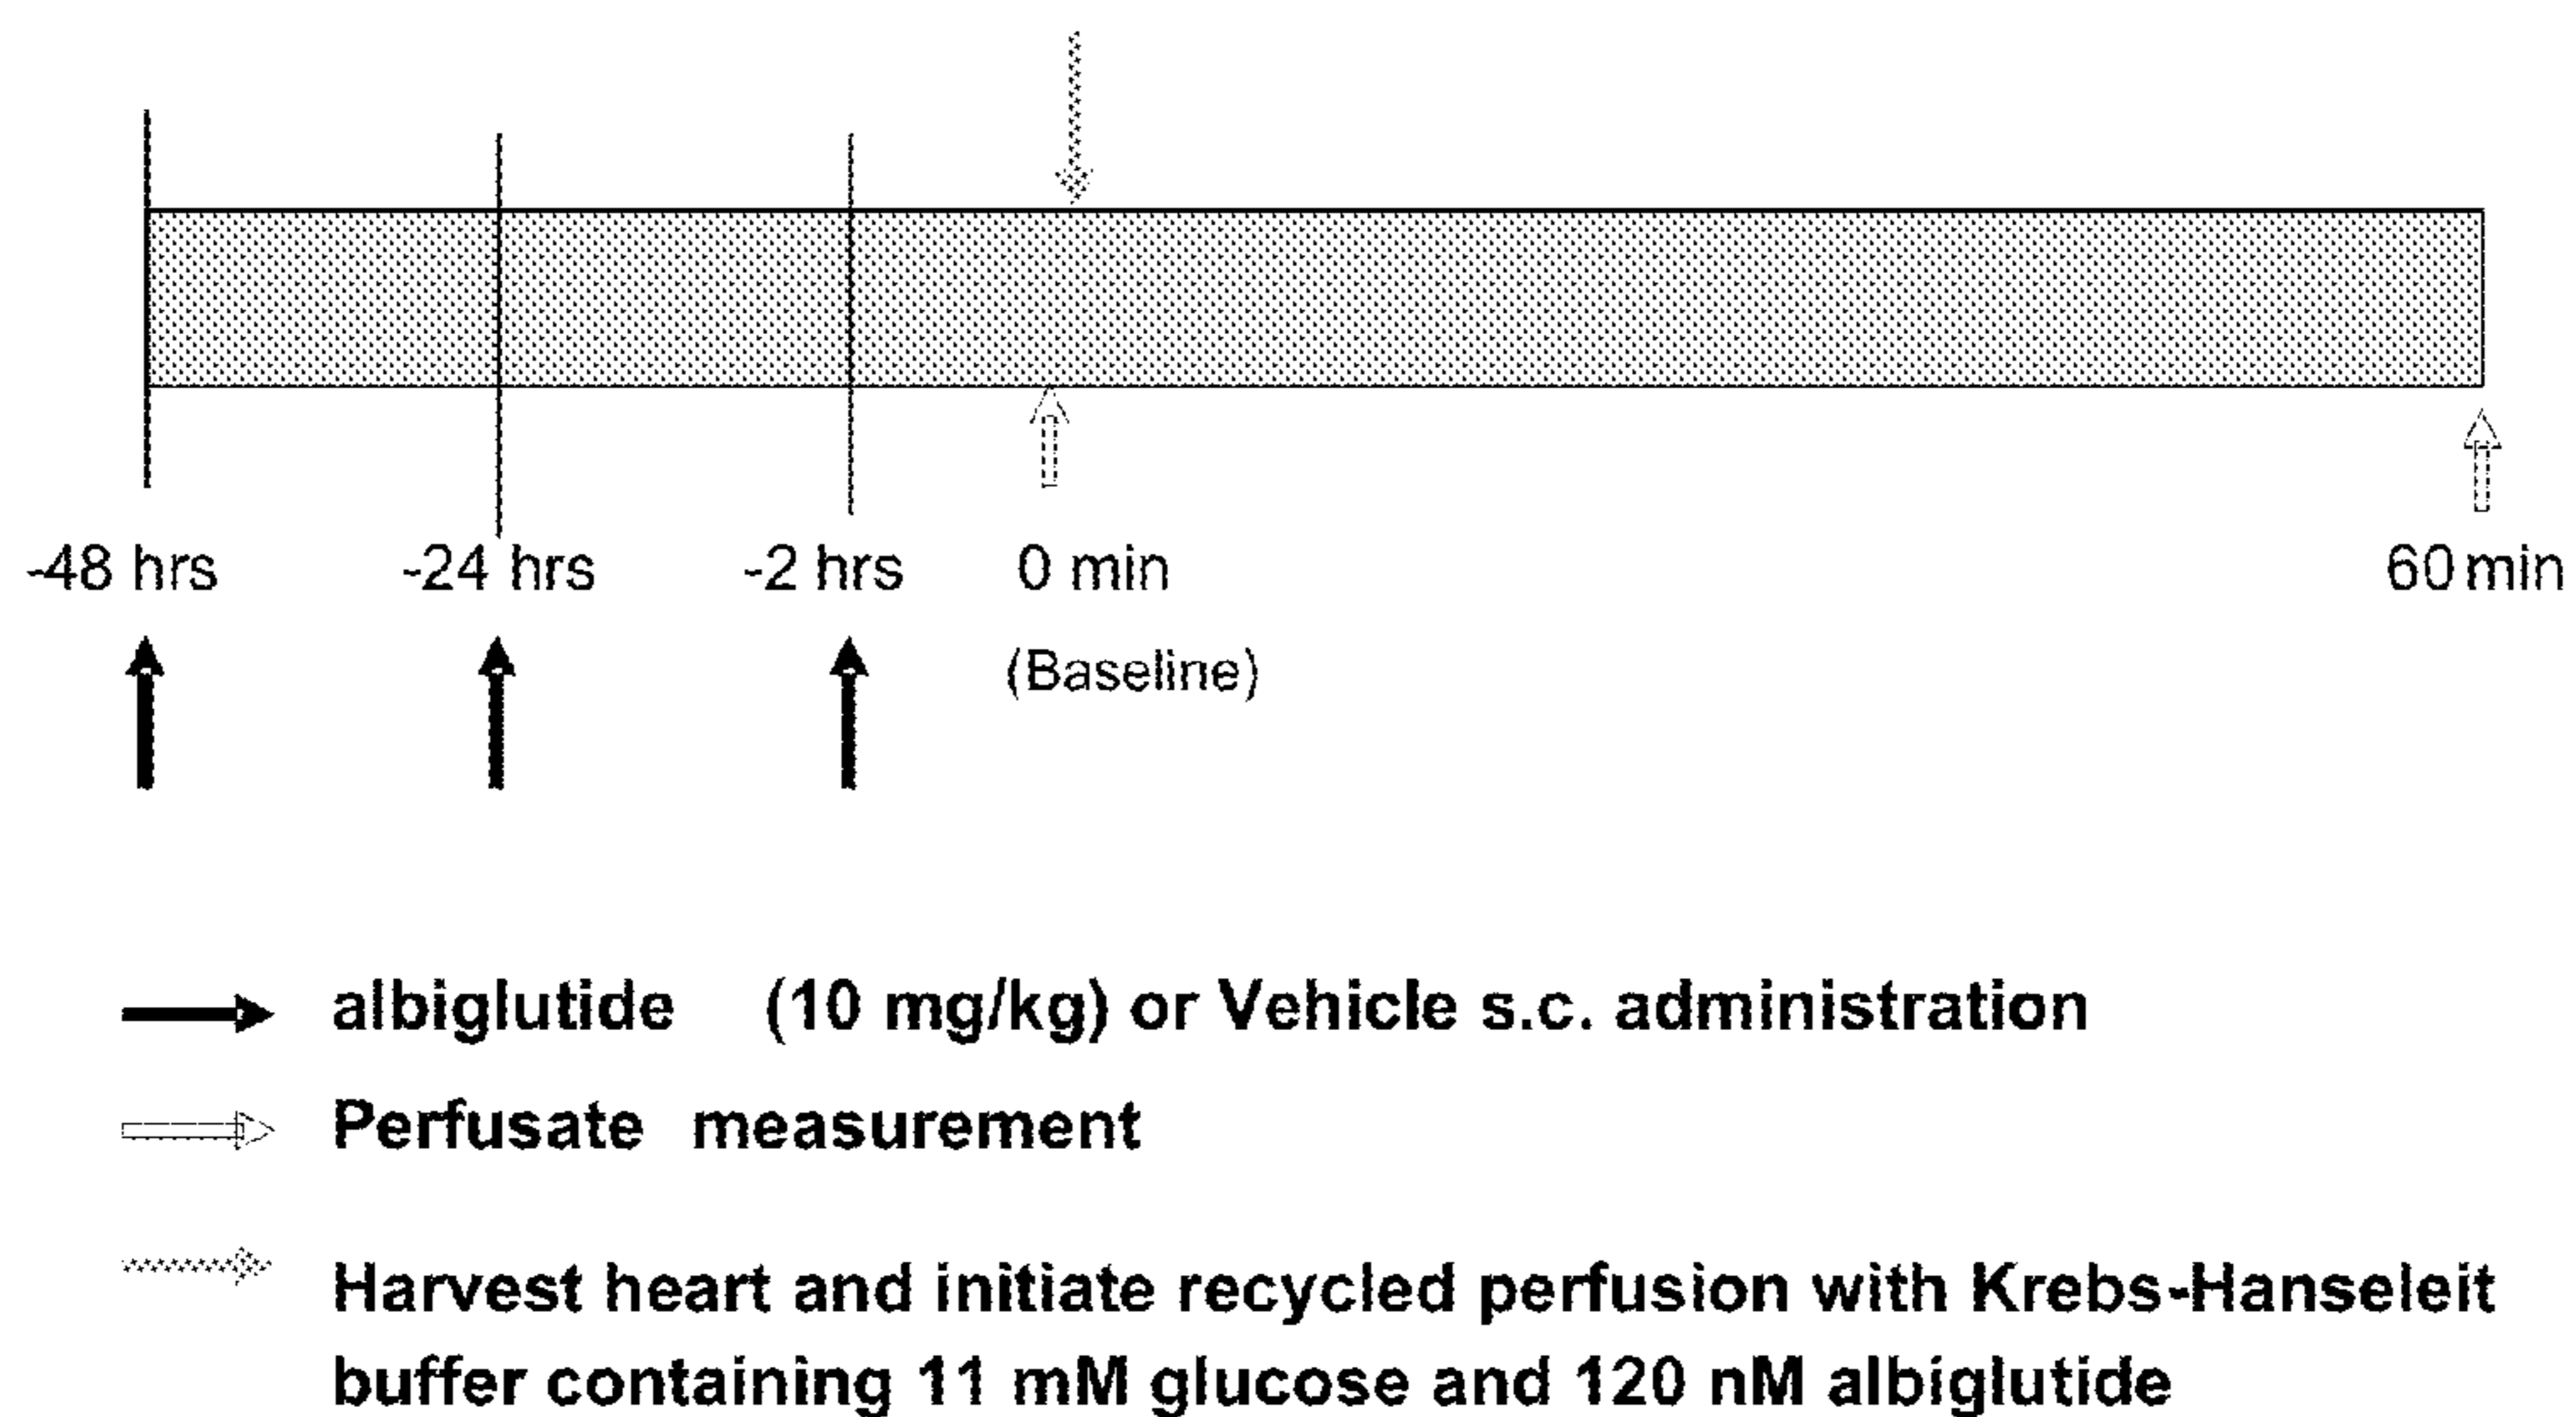 -48 hrs -24 hrs -2 hrs 0 min 60 min
(Baseline)
albiglutide (10 mg/kg) or Vehicle s.c. administration
Perfusate measurement
Harvest heart and initiate recycled perfusion with Krebs-Hanseleit
buffer containing 11 mM glucose and 120 nM albiglutide